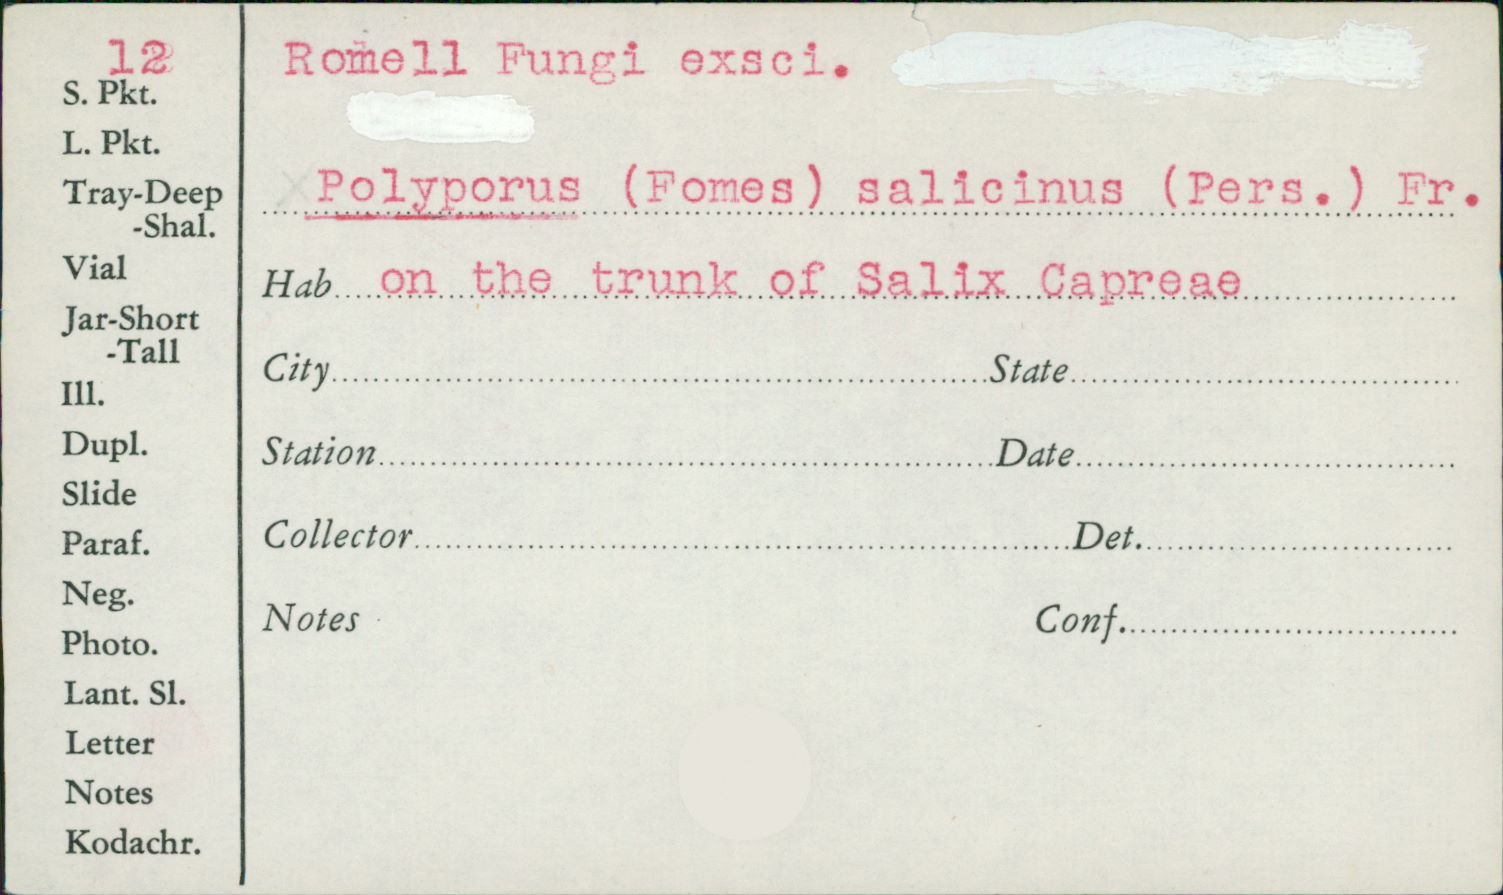 12
S. Pkt.
L. Pkt.
Tray-Deep
-Shal.
Vial
Jar-Short
-Tall
Ill.
Dupl.
Slide
Paraf.
Neg.
Photo.
Lant. Sl.
Letter
Notes
Kodachr.
Romell Fungi exsci.
Polyporus (Fomes) salicinus (Pers.) Fr.
Hab on the trunk of Salix Capreae
City State
Station Date
Collector Det.
Notes Conf.